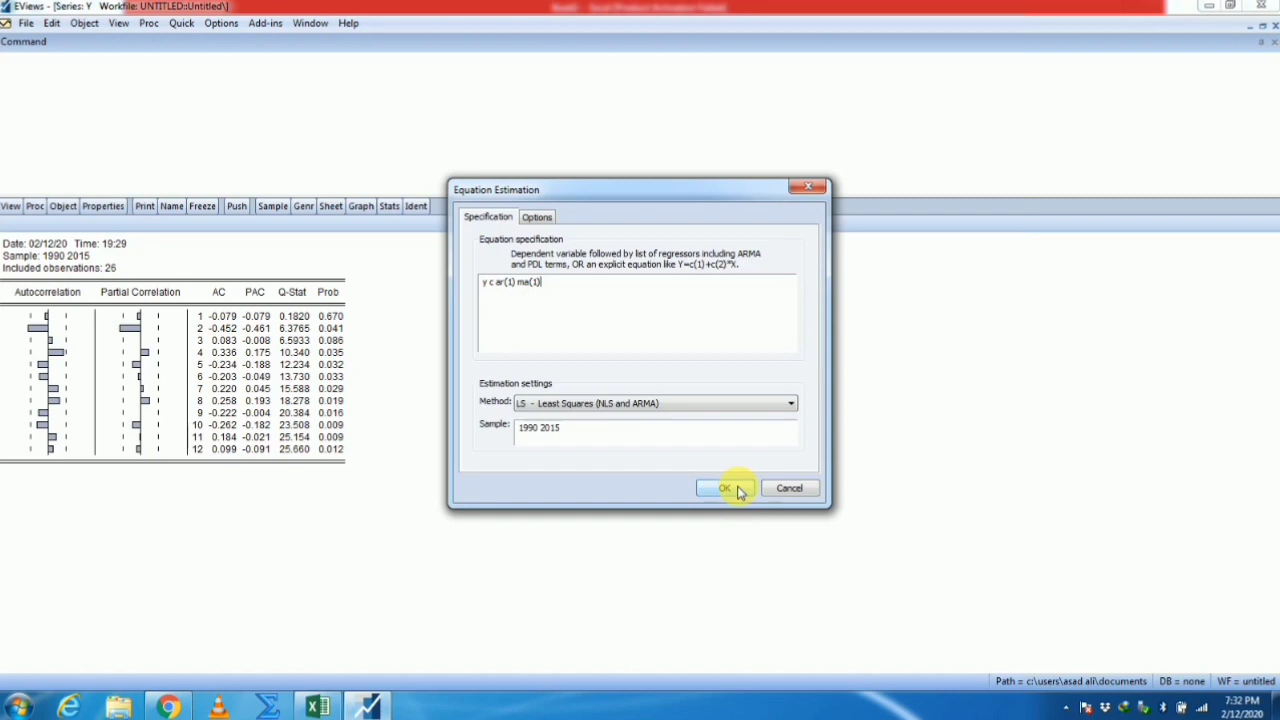 EViews - [Series: Y   Workfile: UNTITLED::Untitled\]
File Edit Object View Proc Quick Options Add-ins Window Help
Command
View Proc Object Properties Print Name Freeze Push Sample Genr Sheet Graph Stats Ident
Date: 02/12/20   Time: 19:29
Sample: 1990 2015
Included observations: 26
Autocorrelation Partial Correlation AC PAC Q-Stat Prob
1 -0.079 -0.079 0.1820 0.670
2 -0.452 -0.461 6.3765 0.041
3 0.083 -0.008 6.5933 0.086
4 0.336 0.175 10.340 0.035
5 -0.234 -0.188 12.234 0.032
6 -0.203 -0.049 13.730 0.033
7 0.220 0.045 15.588 0.029
8 0.258 0.193 18.278 0.019
9 -0.222 -0.004 20.384 0.016
10 -0.262 -0.182 23.508 0.009
11 0.184 -0.021 25.154 0.009
12 0.099 -0.091 25.660 0.012
Equation Estimation
Specification Options
Equation specification
Dependent variable followed by list of regressors including ARMA
and PDL terms, OR an explicit equation like Y=c(1)+c(2)*X.
y c ar(1) ma(1)
Estimation settings
Method: LS - Least Squares (NLS and ARMA)
Sample: 1990 2015
OK Cancel
Path = c:\users\asad ali\documents DB = none WF = untitled
7:32 PM
2/12/2020